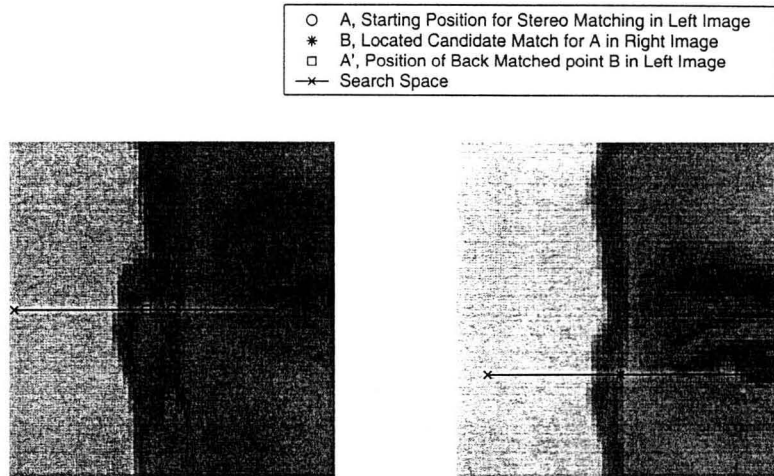 A, Starting Position for Stereo Matching in Left Image
B, Located Candidate Match for A in Right Image
A', Position of Back Matched point B in Left Image
Search Space